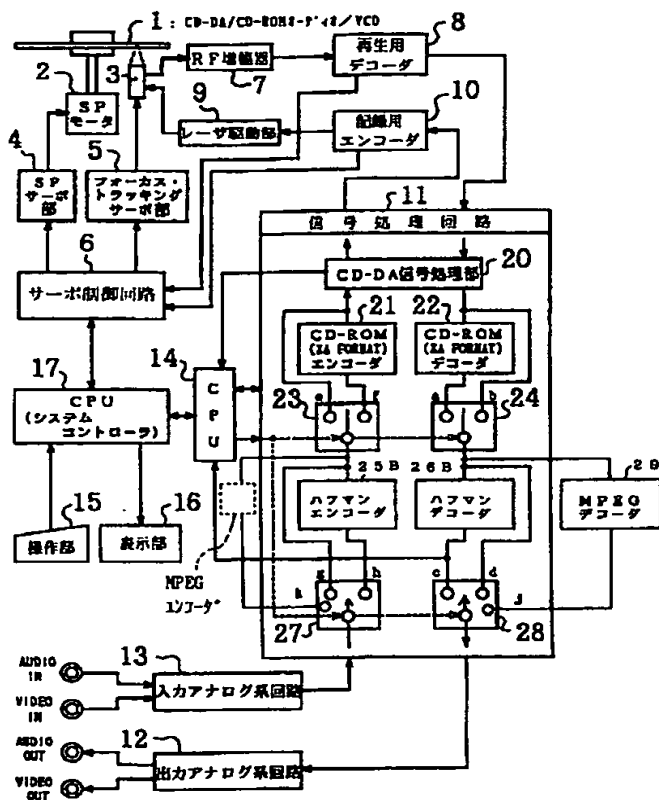 1 : CD-DA/CD-ROMオーディオ/VCD
2
SP
モータ
3
RF増幅器
7
再生用
デコーダ
8
9
レーザ駆動部
記録用
エンコーダ
10
4
SP
サーボ
部
5
フォーカス・
トラッキング
サーボ部
6
サーボ制御回路
11
信号処理回路
CD-DA信号処理部
20
21
CD-ROM
(XA FORMAT)
エンコーダ
22
CD-ROM
(XA FORMAT)
デコーダ
14
CPU
17
CPU
(システム
コントローラ)
23
e
f
a
b
24
25B
ハフマン
エンコーダ
26B
ハフマン
デコーダ
29
MPEG
デコーダ
15
操作部
16
表示部
MPEG
エンコーダ
k
g
h
c
d
j
27
28
AUDIO
IN
VIDEO
IN
13
入力アナログ系回路
AUDIO
OUT
VIDEO
OUT
12
出力アナログ系回路